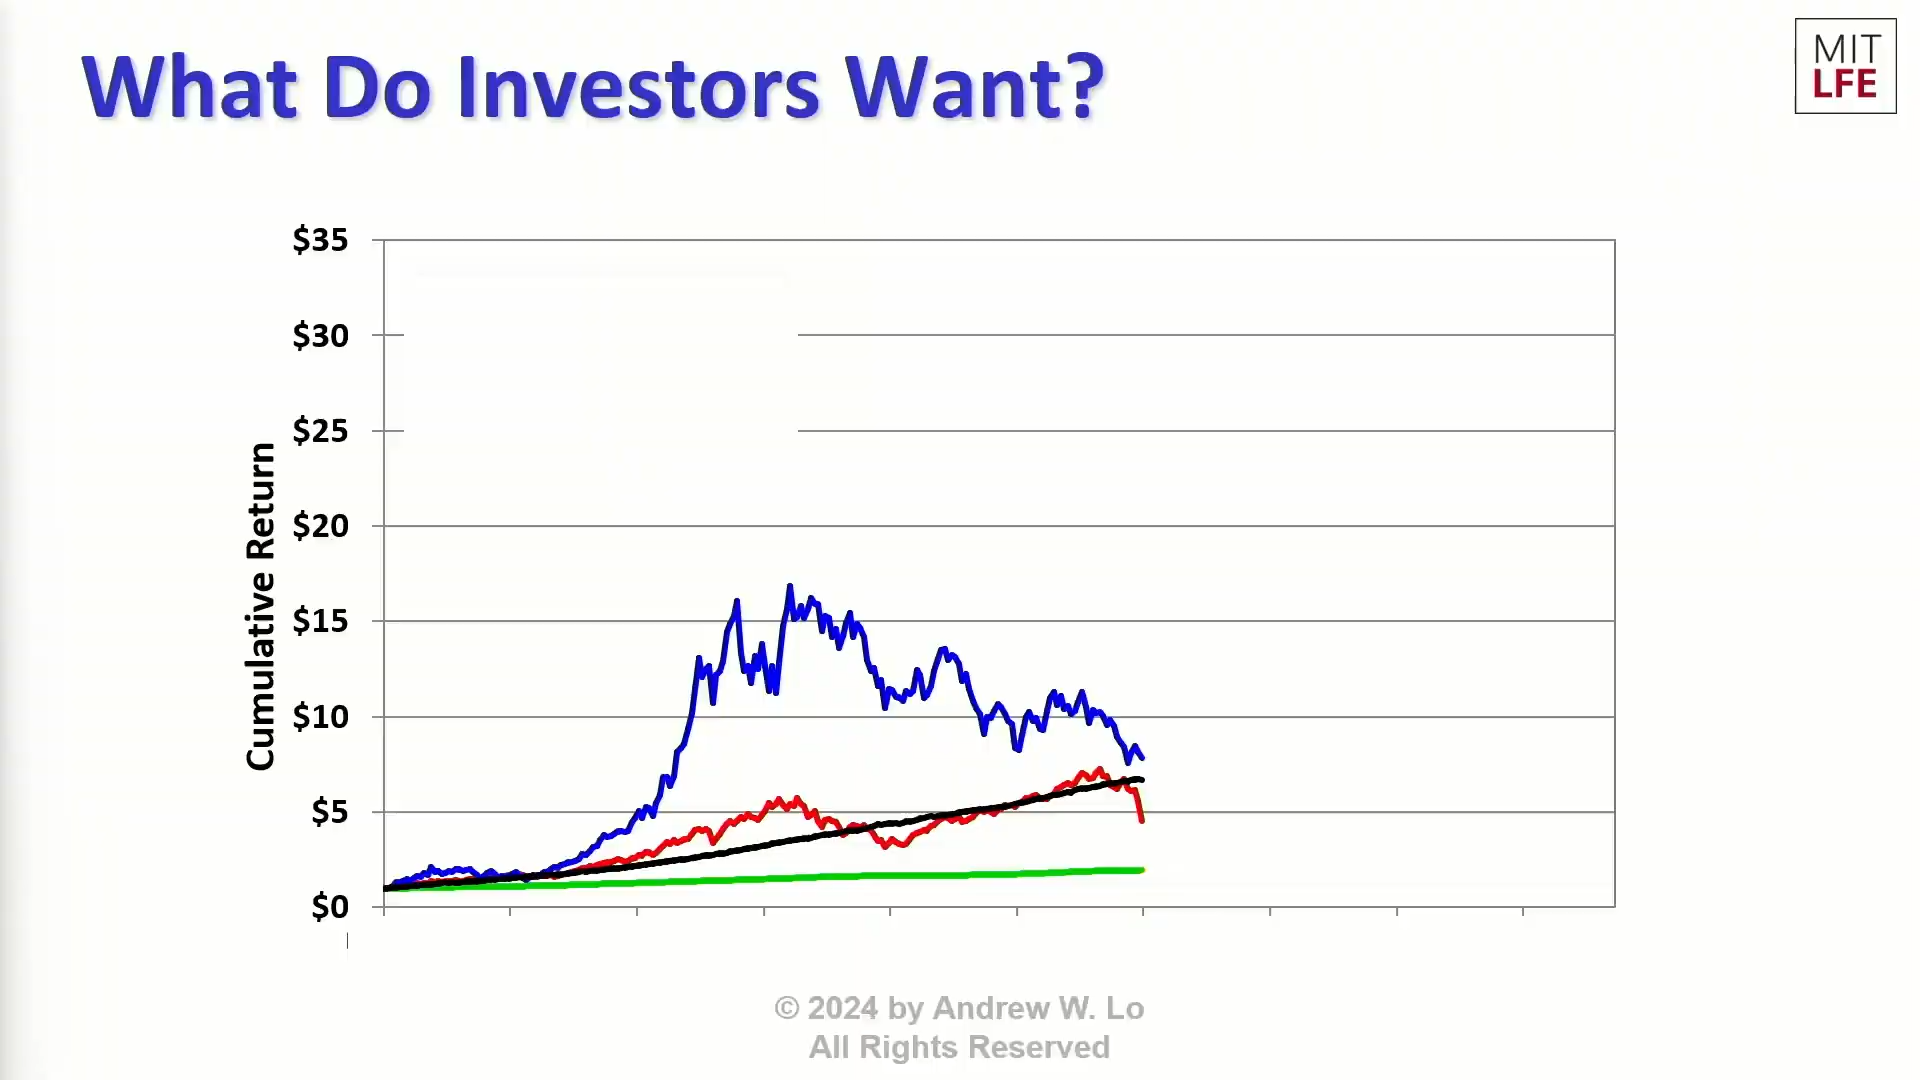 What Do Investors Want?
MIT
LFE
$35
$30
$25
$20
$15
$10
$5
$0
Cumulative Return
© 2024 by Andrew W. Lo
All Rights Reserved